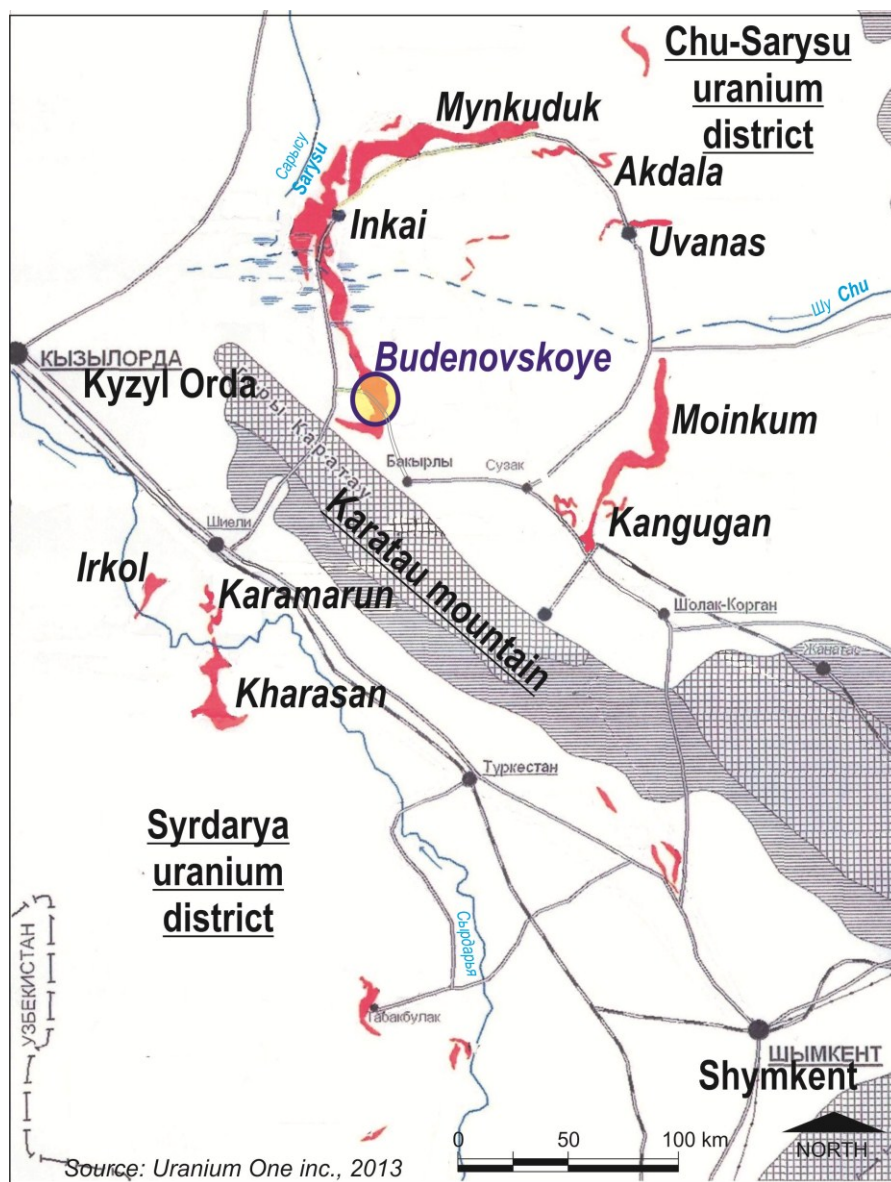 Chu-Sarysu
uranium
district
Mynkuduk
Akdala
Сарысу
Sarysu
Inkai
Uvanas
Шу Chu
Budenovskoye
КЫЗЫЛОРДА
Kyzyl Orda
горы Каратау
Moinkum
Бакырлы
Сузак
Karatau mountain
Kangugan
Шиели
Irkol
Karamarun
Шолак-Корган
Жанатас
Kharasan
Туркестан
Syrdarya
uranium
district
Сырдарья
УЗБЕКИСТАН
Табакбулак
ШЫМКЕНТ
Shymkent
0 50 100 km
NORTH
Source: Uranium One inc., 2013